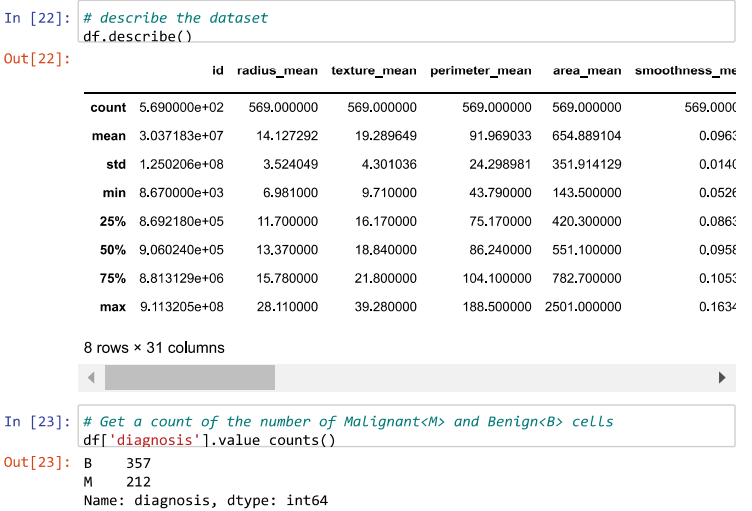 In [22]: # describe the dataset
df.describe()
Out[22]:
id radius_mean texture_mean perimeter_mean area_mean smoothness_me
count 5.690000e+02 569.000000 569.000000 569.000000 569.000000 569.0000
mean 3.037183e+07 14.127292 19.289649 91.969033 654.889104 0.0963
std 1.250206e+08 3.524049 4.301036 24.298981 351.914129 0.0140
min 8.670000e+03 6.981000 9.710000 43.790000 143.500000 0.0526
25% 8.692180e+05 11.700000 16.170000 75.170000 420.300000 0.0863
50% 9.060240e+05 13.370000 18.840000 86.240000 551.100000 0.0958
75% 8.813129e+06 15.780000 21.800000 104.100000 782.700000 0.1053
max 9.113205e+08 28.110000 39.280000 188.500000 2501.000000 0.1634
8 rows × 31 columns
In [23]: # Get a count of the number of Malignant<M> and Benign<B> cells
df['diagnosis'].value_counts()
Out[23]: B 357
M 212
Name: diagnosis, dtype: int64